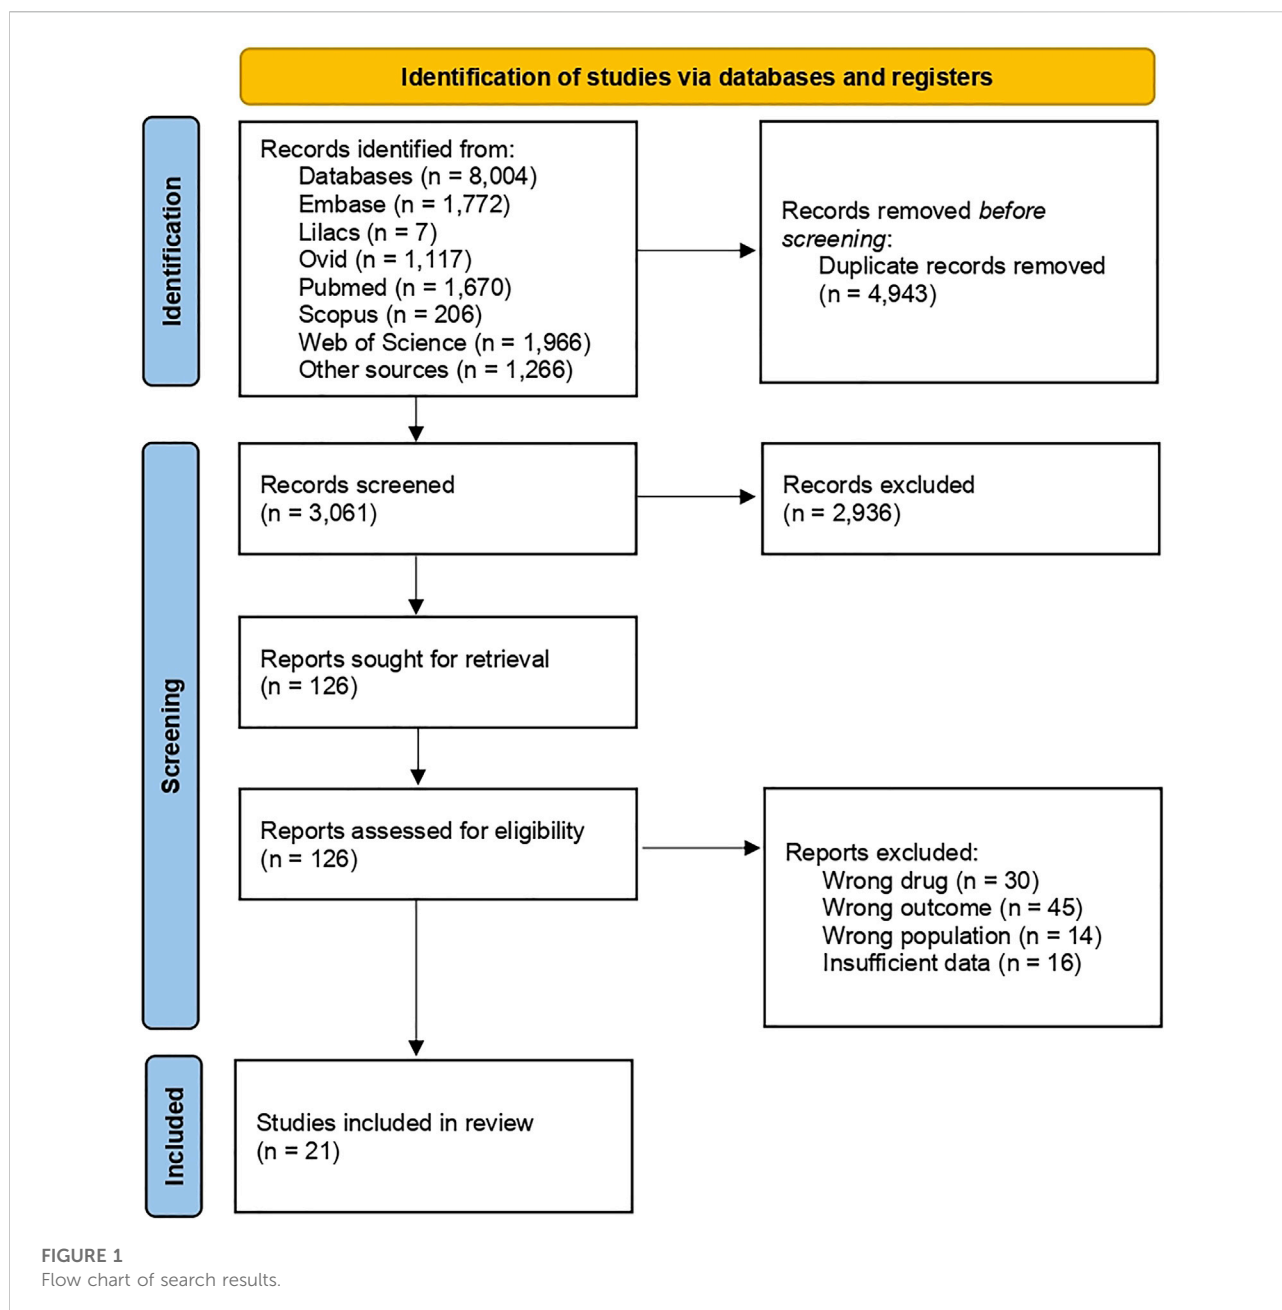 Identification of studies via databases and registers
Identification
Records identified from:
Databases (n = 8,004)
Embase (n = 1,772)
Lilacs (n = 7)
Ovid (n = 1,117)
Pubmed (n = 1,670)
Scopus (n = 206)
Web of Science (n = 1,966)
Other sources (n = 1,266)
Records removed before
screening:
Duplicate records removed
(n = 4,943)
Screening
Records screened
(n = 3,061)
Records excluded
(n = 2,936)
Reports sought for retrieval
(n = 126)
Reports assessed for eligibility
(n = 126)
Reports excluded:
Wrong drug (n = 30)
Wrong outcome (n = 45)
Wrong population (n = 14)
Insufficient data (n = 16)
Included
Studies included in review
(n = 21)
FIGURE 1
Flow chart of search results.